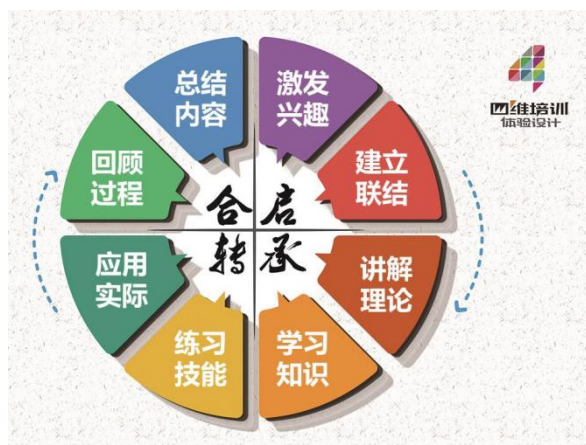 总结
内容
激发
兴趣
四维培训
体验设计
回顾
过程
建立
联结
合启
转承
应用
实际
讲解
理论
练习
技能
学习
知识